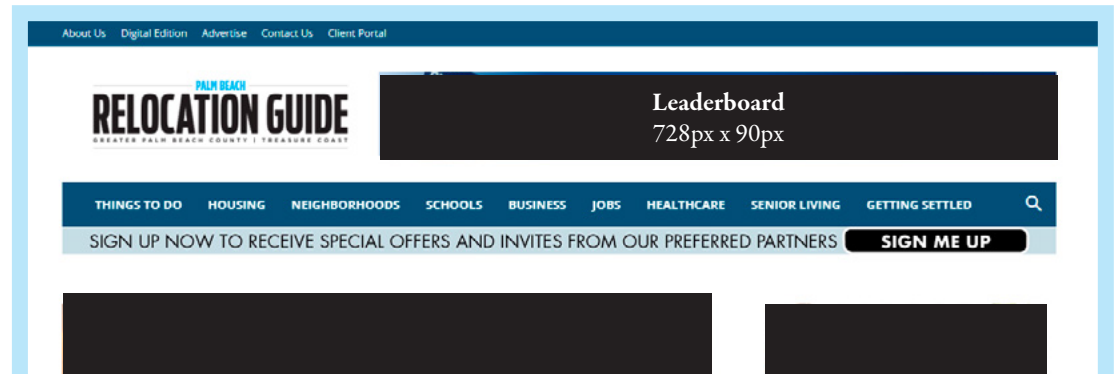 About Us Digital Edition Advertise Contact Us Client Portal
PALM BEACH
RELOCATION GUIDE
GREATER PALM BEACH COUNTY | TREASURE COAST
Leaderboard
728px x 90px
THINGS TO DO HOUSING NEIGHBORHOODS SCHOOLS BUSINESS JOBS HEALTHCARE SENIOR LIVING GETTING SETTLED
SIGN UP NOW TO RECEIVE SPECIAL OFFERS AND INVITES FROM OUR PREFERRED PARTNERS SIGN ME UP